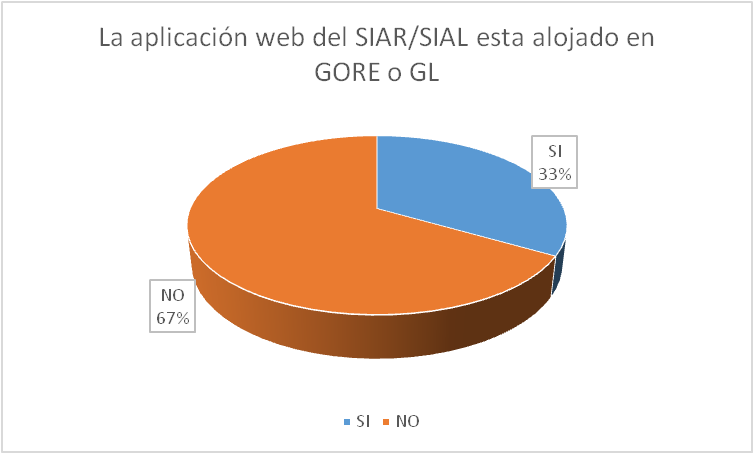 La aplicación web del SIAR/SIAL esta alojado en
GORE o GL
SI
33%
NO
67%
SI NO